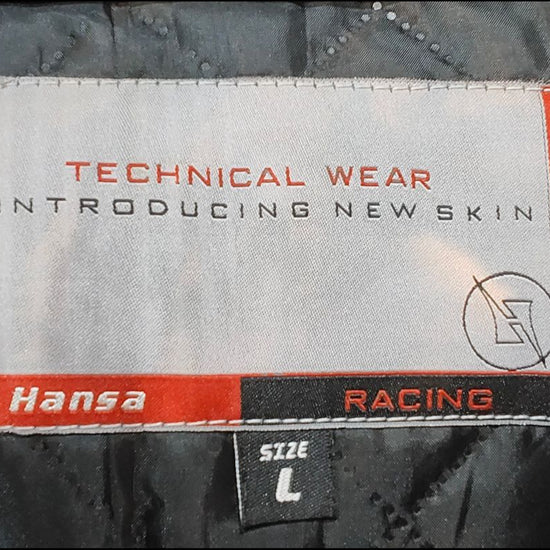 TECHNICAL WEAR
INTRODUCING NEW SKIN
Hansa RACING
SIZE
L